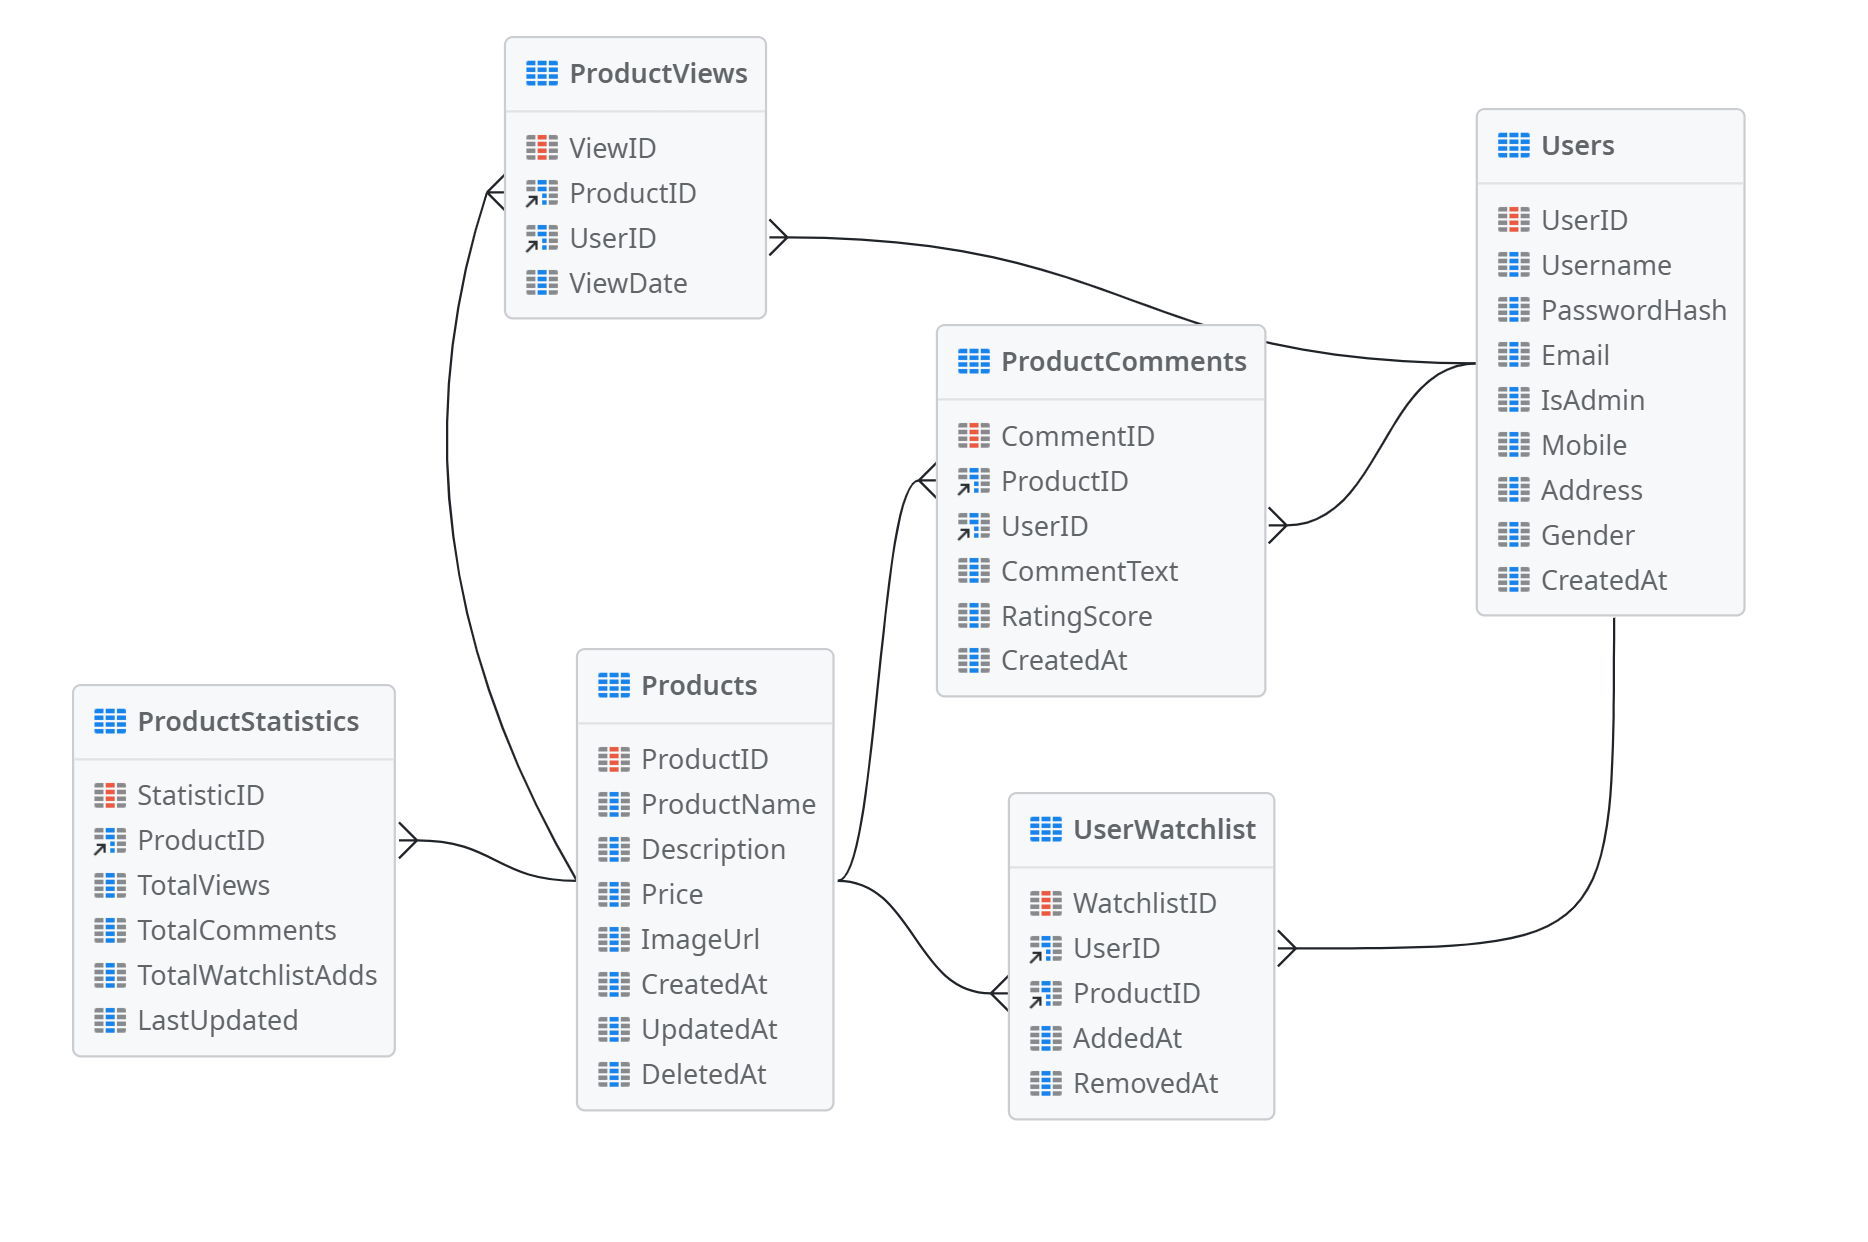 ProductViews
ViewID
ProductID
UserID
ViewDate
Users
UserID
Username
PasswordHash
Email
IsAdmin
Mobile
Address
Gender
CreatedAt
ProductComments
CommentID
ProductID
UserID
CommentText
RatingScore
CreatedAt
Products
ProductID
ProductName
Description
Price
ImageUrl
CreatedAt
UpdatedAt
DeletedAt
ProductStatistics
StatisticID
ProductID
TotalViews
TotalComments
TotalWatchlistAdds
LastUpdated
UserWatchlist
WatchlistID
UserID
ProductID
AddedAt
RemovedAt